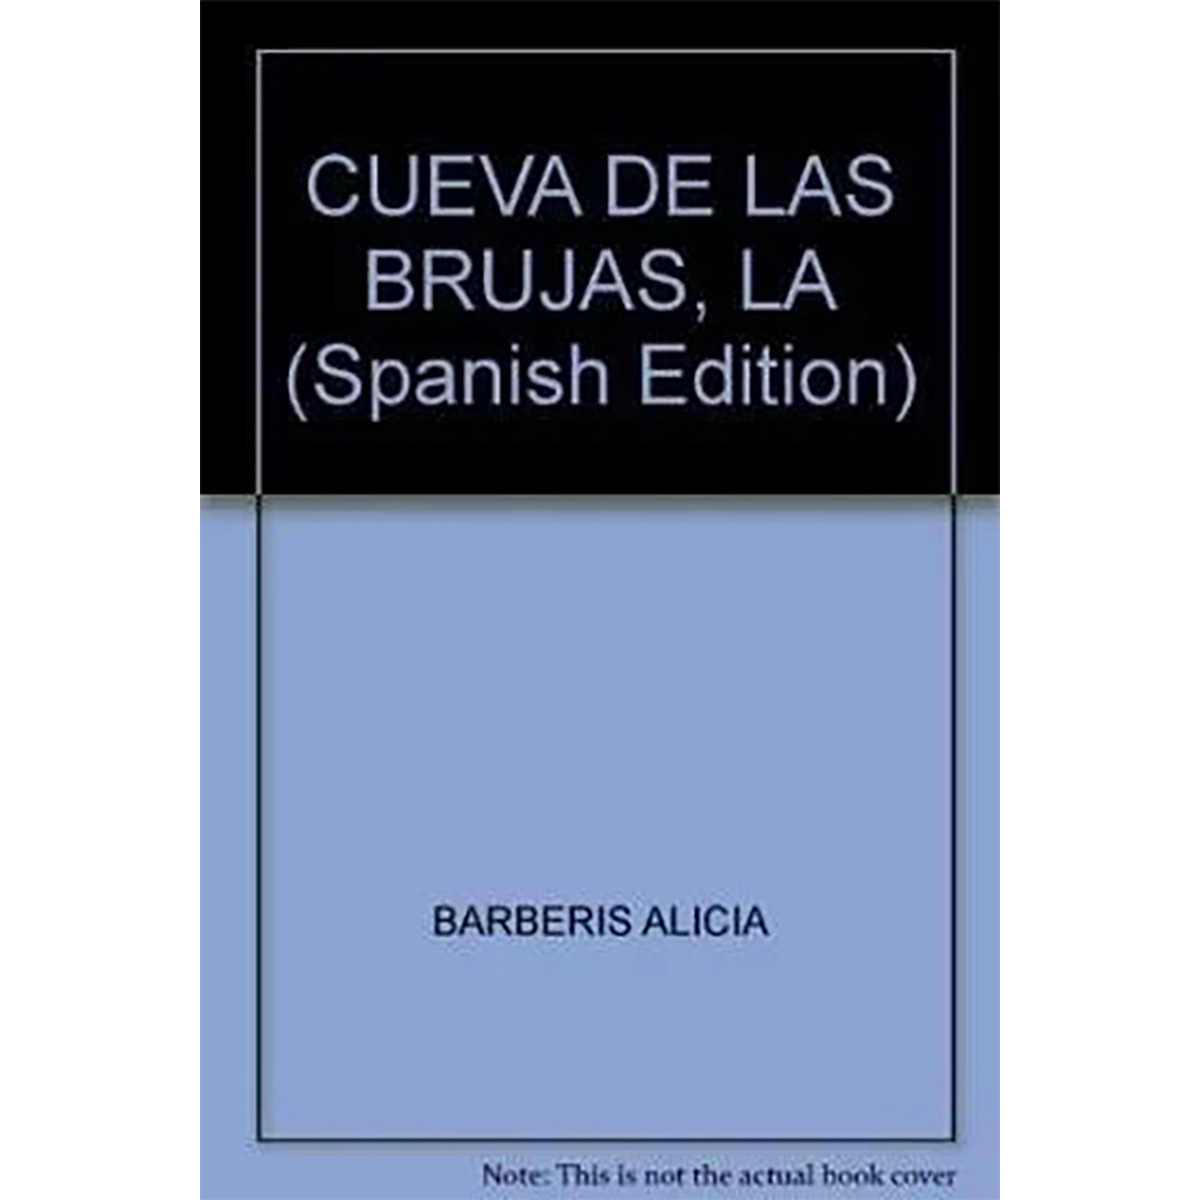 CUEVA DE LAS
BRUJAS, LA
(Spanish Edition)
BARBERIS ALICIA
Note: This is not the actual book cover